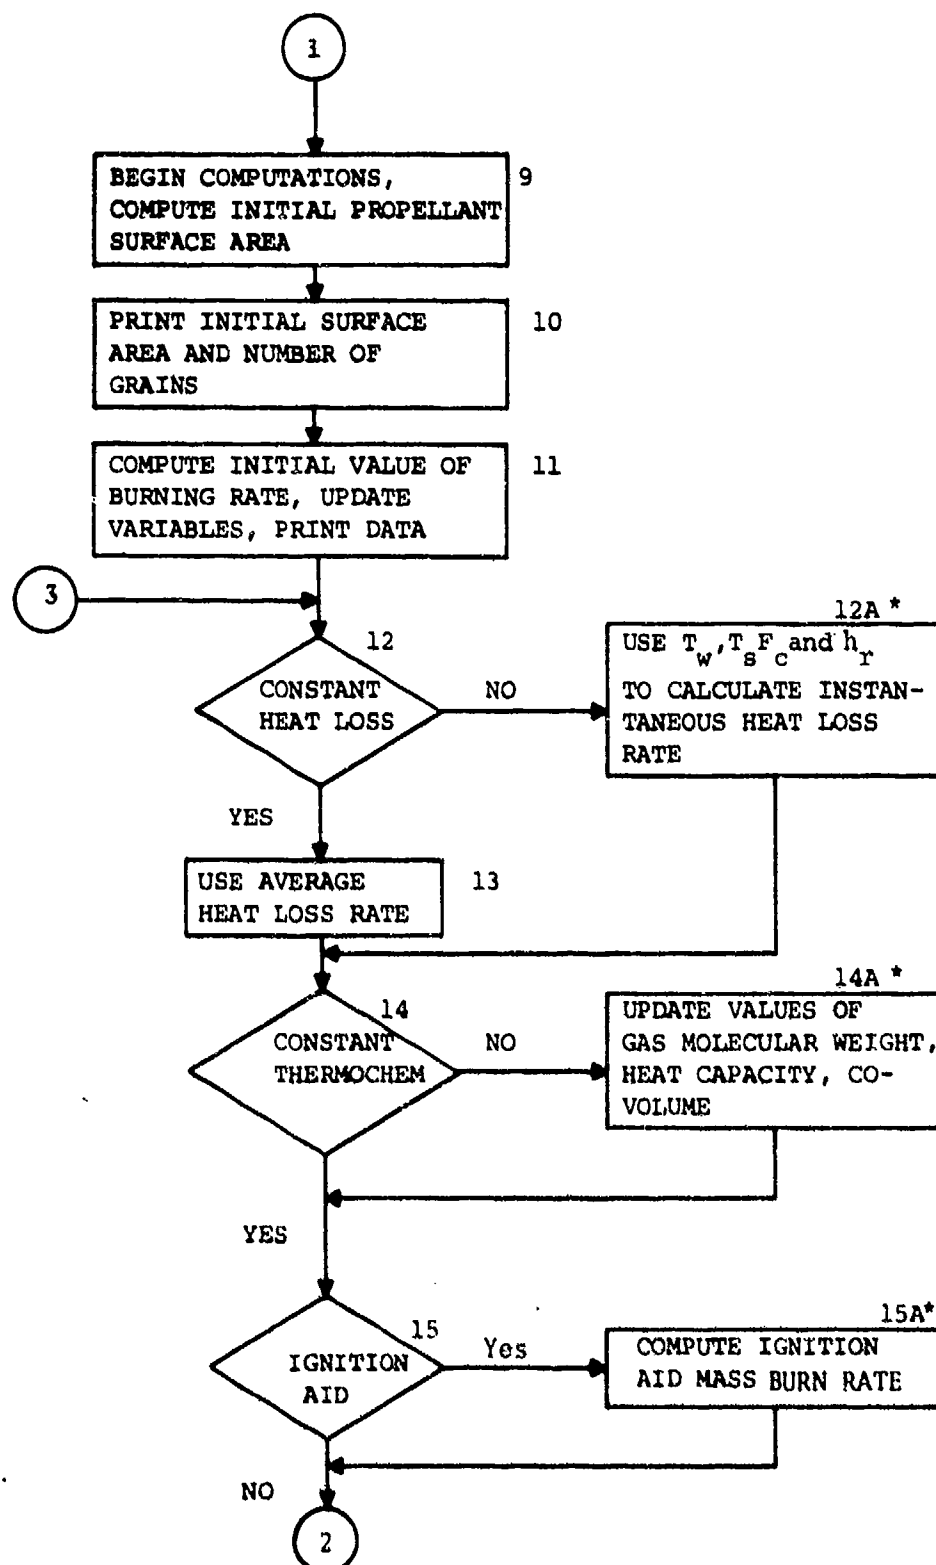 1
BEGIN COMPUTATIONS,
COMPUTE INITIAL PROPELLANT
SURFACE AREA
9
PRINT INITIAL SURFACE
AREA AND NUMBER OF
GRAINS
10
COMPUTE INITIAL VALUE OF
BURNING RATE, UPDATE
VARIABLES, PRINT DATA
11
3
12
CONSTANT
HEAT LOSS
NO
12A *
USE Tw,TsFc and hr
TO CALCULATE INSTAN-
TANEOUS HEAT LOSS
RATE
YES
USE AVERAGE
HEAT LOSS RATE
13
14
CONSTANT
THERMOCHEM
NO
14A *
UPDATE VALUES OF
GAS MOLECULAR WEIGHT,
HEAT CAPACITY, CO-
VOLUME
YES
15
IGNITION
AID
Yes
15A*
COMPUTE IGNITION
AID MASS BURN RATE
NO
2